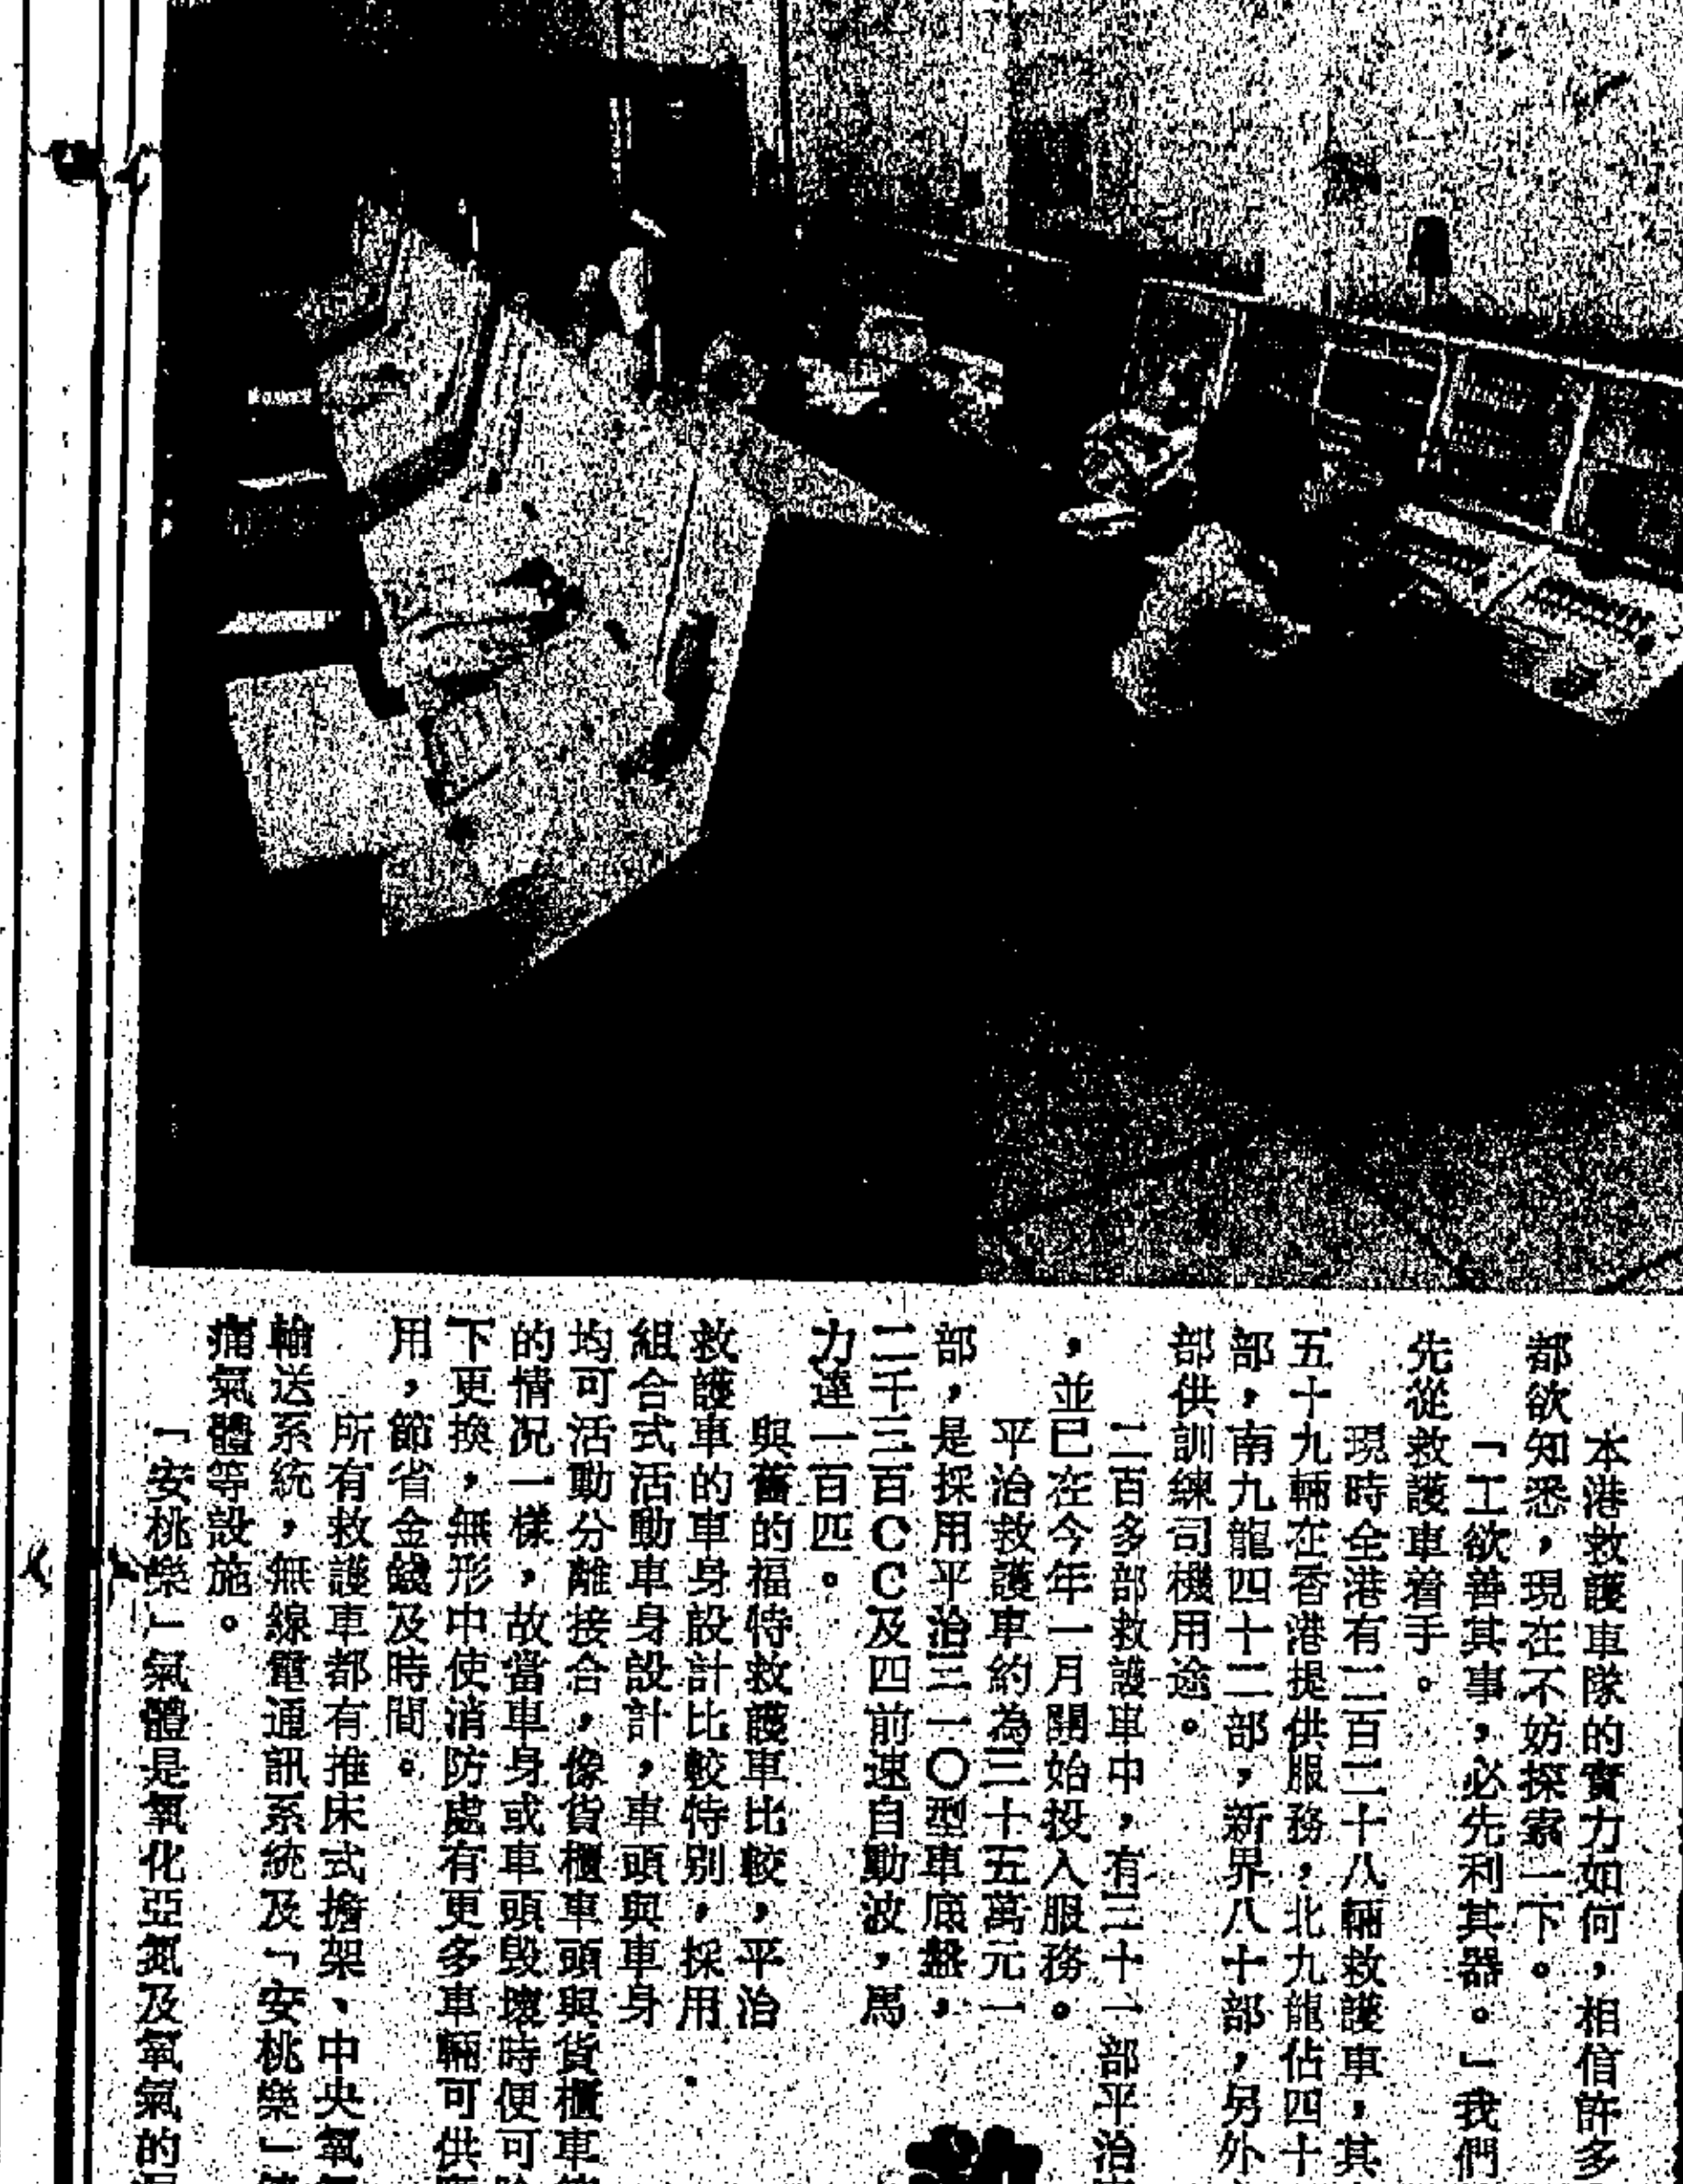 本港救護車隊的實力如何，相信許多
都欲知悉，現在不妨探索一下。
「工欲善其事，必先利其器。」我們
先從救護車着手。
現時全港有二百二十八輛救護車，其
五十九輛在香港提供服務，北九龍佔四十
部，南九龍四十二部，新界八十部，另外
部供訓練司機用途。
二百多部救護車中，有三十一部平治
，並已在今年一月開始投入服務。
平治救護車約為三十五萬元一
部，是採用平治三一〇型車底盤，
二千三百CC及四前速自動波，馬
力達一百匹。
與舊的福特救護車比較，平治
救護車的車身設計比較特別，採用
組合式活動車身設計，車頭與車身
均可活動分離接合，像貨櫃車頭與貨櫃車
的情况一樣，故當車身或車頭毀壞時便可
下更換，無形中使消防處有更多車輛可供
用，節省金錢及時間。
所有救護車都有推床式擔架、中央氧
輸送系統，無線電通訊系統及「安桃樂」
痛氣體等設施。
「安桃樂」氣體是氧化亞氮及氧氣的